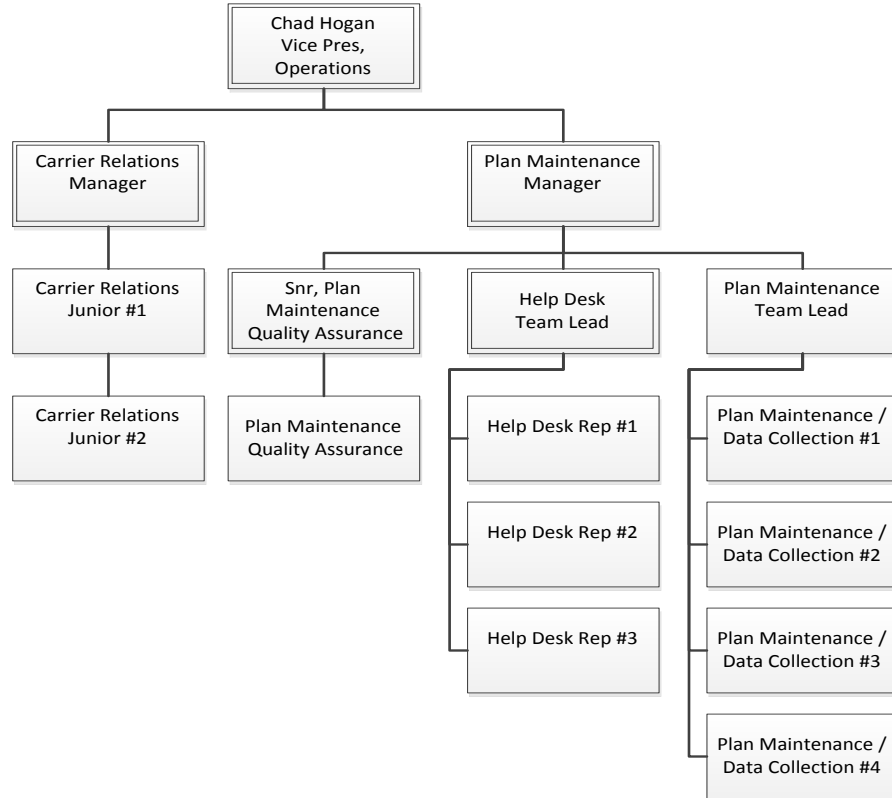 Chad Hogan
Vice Pres,
Operations
Carrier Relations
Manager
Plan Maintenance
Manager
Carrier Relations
Junior #1
Snr, Plan
Maintenance
Quality Assurance
Help Desk
Team Lead
Plan Maintenance
Team Lead
Carrier Relations
Junior #2
Plan Maintenance
Quality Assurance
Help Desk Rep #1
Plan Maintenance /
Data Collection #1
Help Desk Rep #2
Plan Maintenance /
Data Collection #2
Help Desk Rep #3
Plan Maintenance /
Data Collection #3
Plan Maintenance /
Data Collection #4